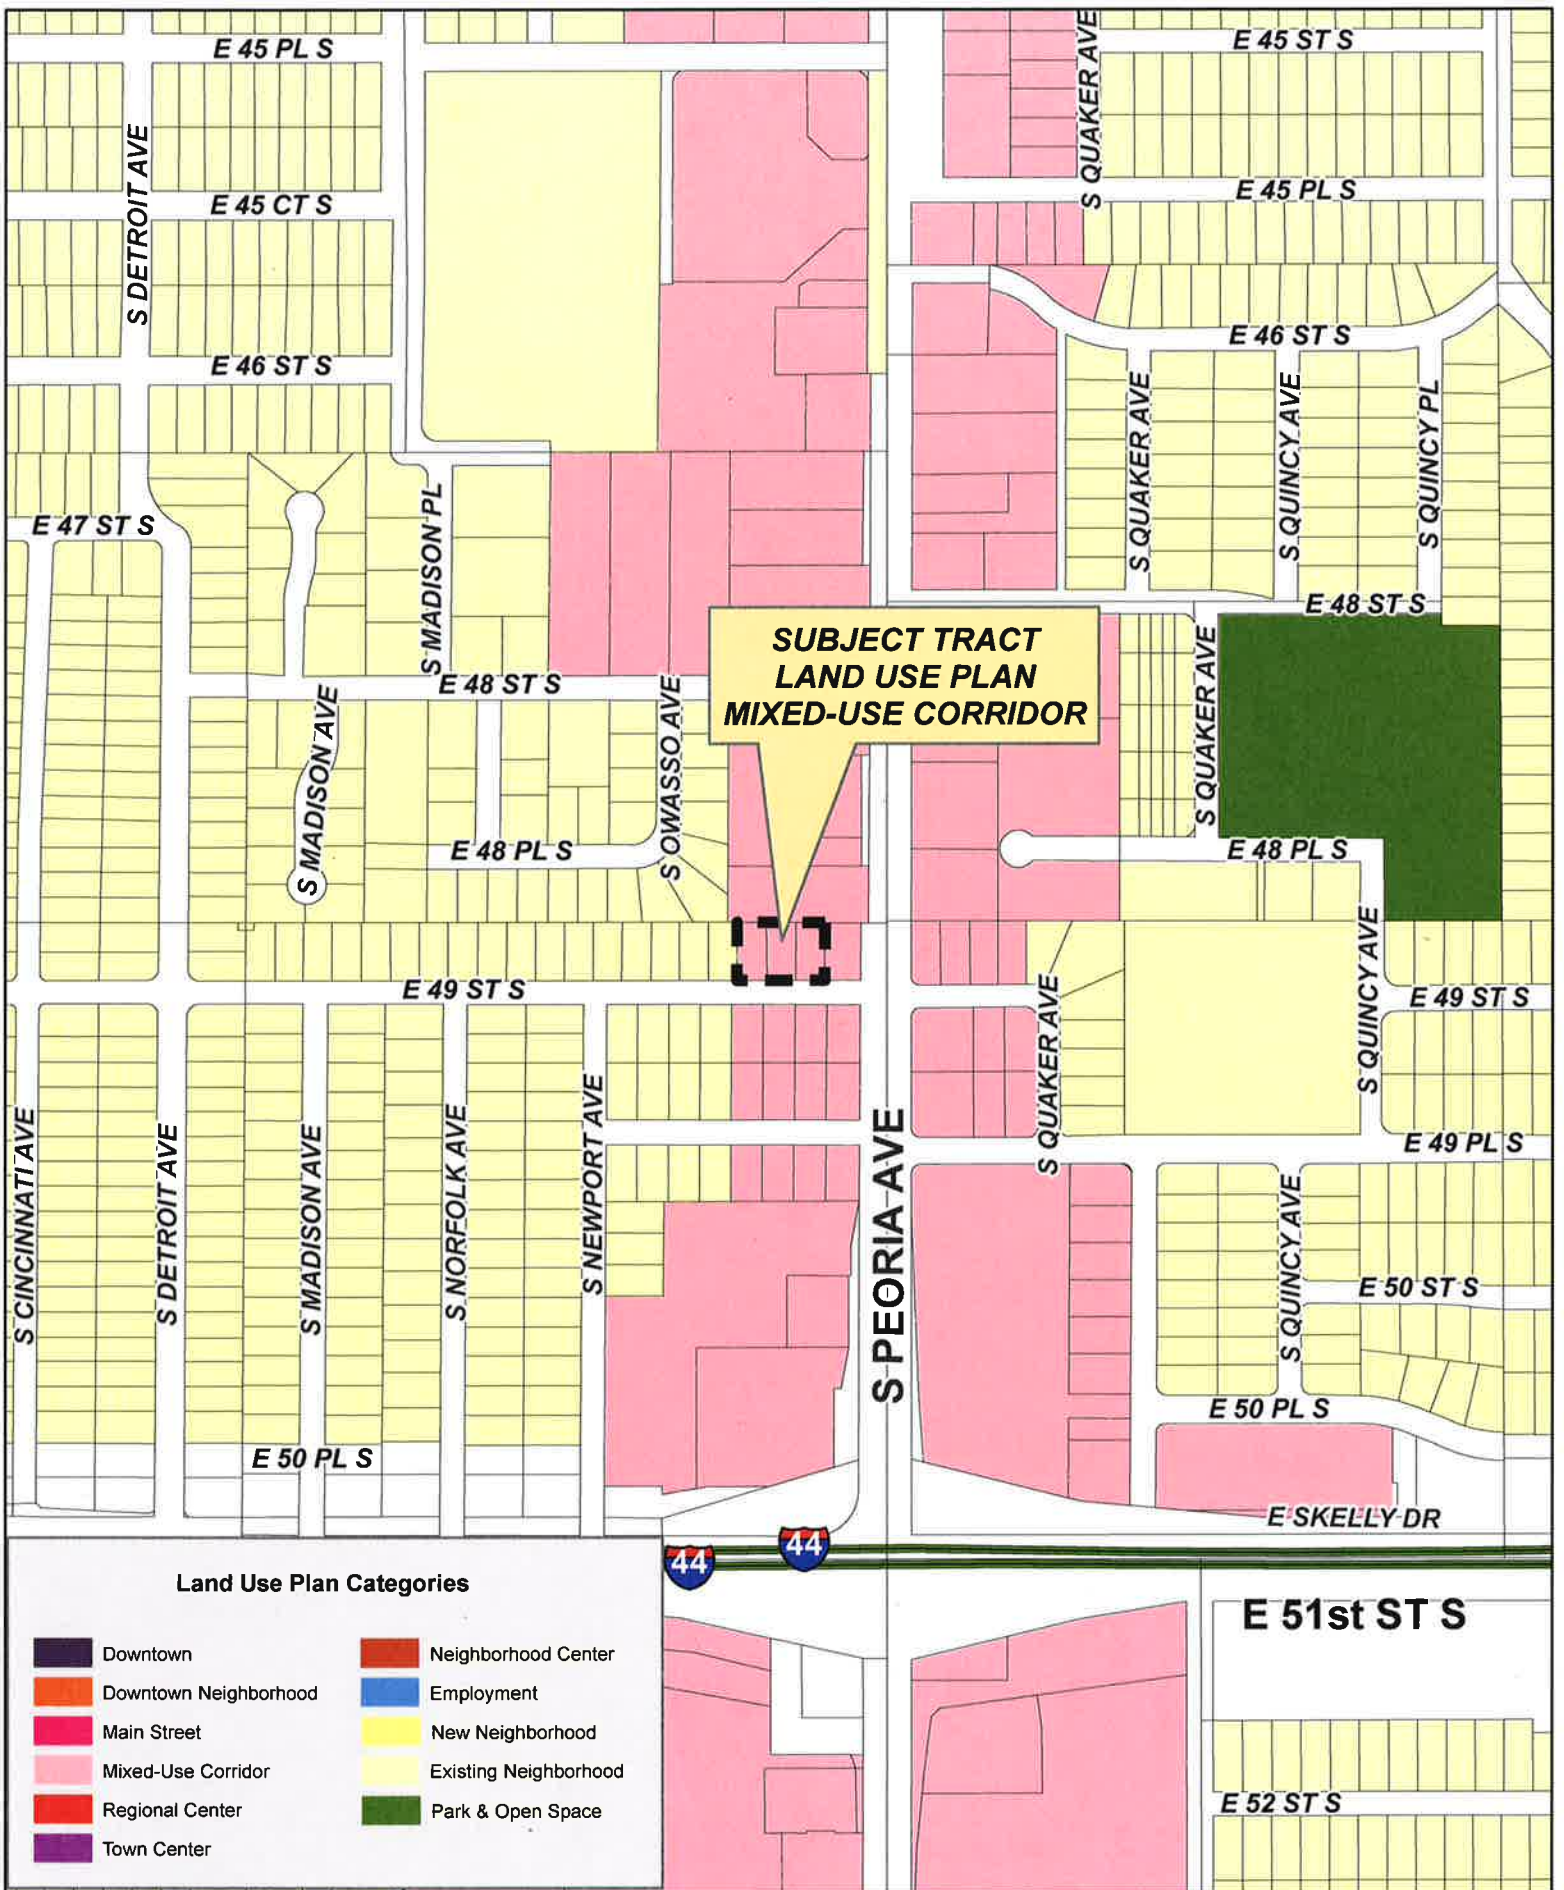 E 45 PL S
E 45 ST S
S QUAKER AVE
S DETROIT AVE
E 45 CT S
E 45 PL S
E 46 ST S
E 46 ST S
S QUAKER AVE
S QUINCY AVE
S QUINCY PL
E 47 ST S
S MADISON PL
E 48 ST S
SUBJECT TRACT
LAND USE PLAN
MIXED-USE CORRIDOR
E 48 ST S
S MADISON AVE
S OWASSO AVE
S QUAKER AVE
E 48 PL S
E 48 PL S
E 49 ST S
S QUAKER AVE
S QUINCY AVE
E 49 ST S
S CINCINNATI AVE
S DETROIT AVE
S MADISON AVE
S NORFOLK AVE
S NEWPORT AVE
S PEORIA AVE
E 49 PL S
S QUINCY AVE
E 50 ST S
E 50 PL S
E 50 PL S
E SKELLY DR
44
44
E 51st ST S
E 52 ST S
Land Use Plan Categories
Downtown
Downtown Neighborhood
Main Street
Mixed-Use Corridor
Regional Center
Town Center
Neighborhood Center
Employment
New Neighborhood
Existing Neighborhood
Park & Open Space